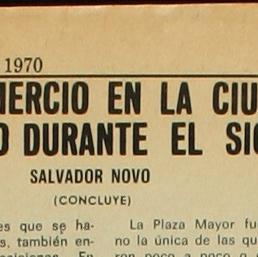 1970
MERCIO EN LA CIU
O DURANTE EL SIG
SALVADOR NOVO
(CONCLUYE)
es que se ha-
s, también en-
La Plaza Mayor fu
no la única de las qu